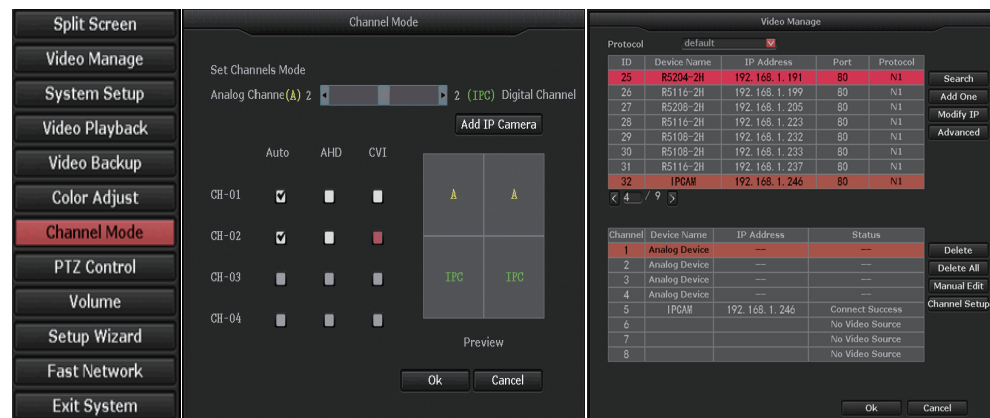 Split Screen
Video Manage
System Setup
Video Playback
Video Backup
Color Adjust
Channel Mode
PTZ Control
Volume
Setup Wizard
Fast Network
Exit System
Channel Mode
Set Channels Mode
Analog Channe(A) 2 2 (IPC) Digital Channel
Add IP Camera
Auto AHD CVI
CH-01
CH-02
CH-03
CH-04
A A
IPC IPC
Preview
Ok Cancel
Video Manage
Protocol default
ID Device Name IP Address Port Protocol
25 R5204-2H 192.168.1.191 80 N1
26 R5116-2H 192.168.1.199 80 N1
27 R5208-2H 192.168.1.205 80 N1
28 R5116-2H 192.168.1.223 80 N1
29 R5108-2H 192.168.1.232 80 N1
30 R5108-2H 192.168.1.233 80 N1
31 R5116-2H 192.168.1.237 80 N1
32 IPCAM 192.168.1.246 80 N1
< 4 / 9 >
Search
Add One
Modify IP
Advanced
Channel Device Name IP Address Status
1 Analog Device -- --
2 Analog Device -- --
3 Analog Device -- --
4 Analog Device -- --
5 IPCAM 192.168.1.246 Connect Success
6 No Video Source
7 No Video Source
8 No Video Source
Delete
Delete All
Manual Edit
Channel Setup
Ok Cancel